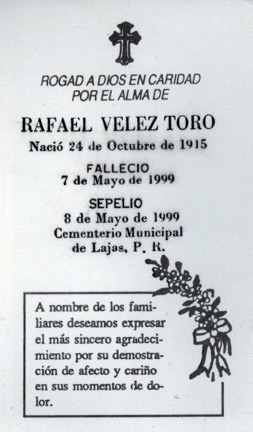 ROGAD A DIOS EN CARIDAD
POR EL ALMA DE
RAFAEL VELEZ TORO
Nació 24 de Octubre de 1915
FALLECIO
7 de Mayo de 1999
SEPELIO
8 de Mayo de 1999
Cementerio Municipal
de Lajas, P. R.
A nombre de los fami-
liares deseamos expresar
el más sincero agradeci-
miento por su demostra-
ción de afecto y cariño
en sus momentos de do-
lor.